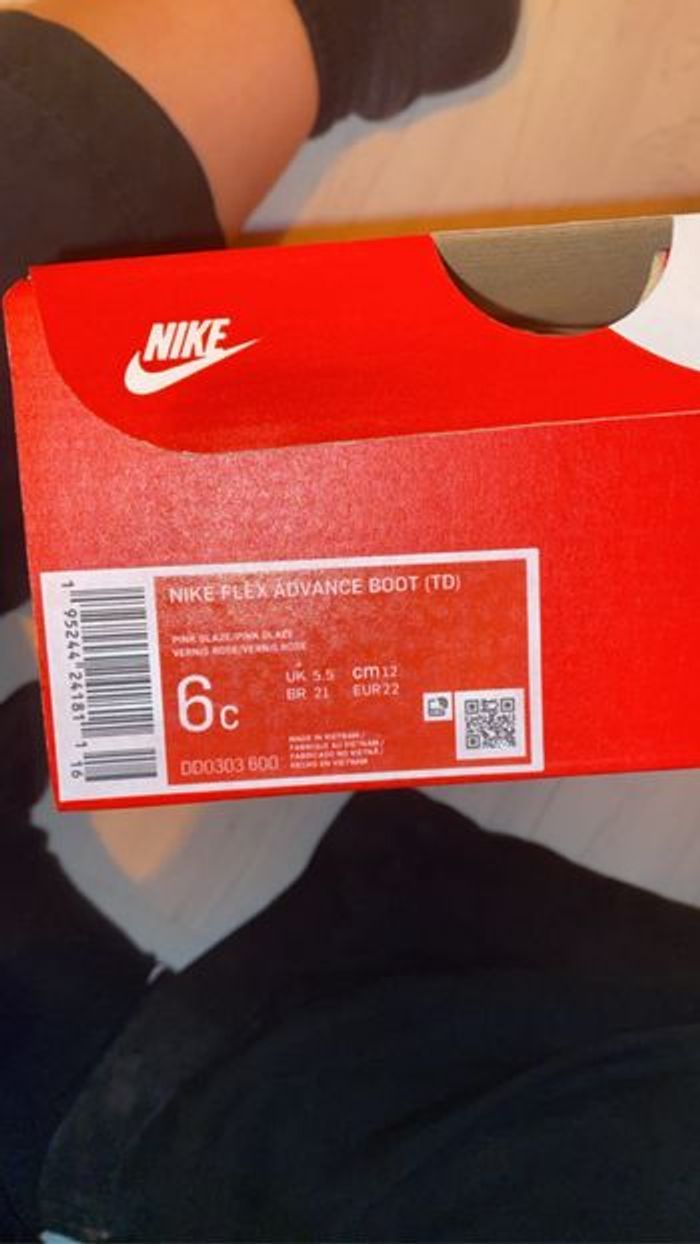 NIKE
NIKE FLEX ADVANCE BOOT (TD)
PINK GLAZE/PINK GLAZE
VERNIS ROSE/VERNIS ROSE
6C
UK 5.5 cm 12
BR 21 EUR 22
DD0303 600
MADE IN VIETNAM /
FABRIQUE AU VIETNAM /
FABRICADO NO VIETNÃ /
HECHO EN VIETNAM
1 95244 24181 1 16